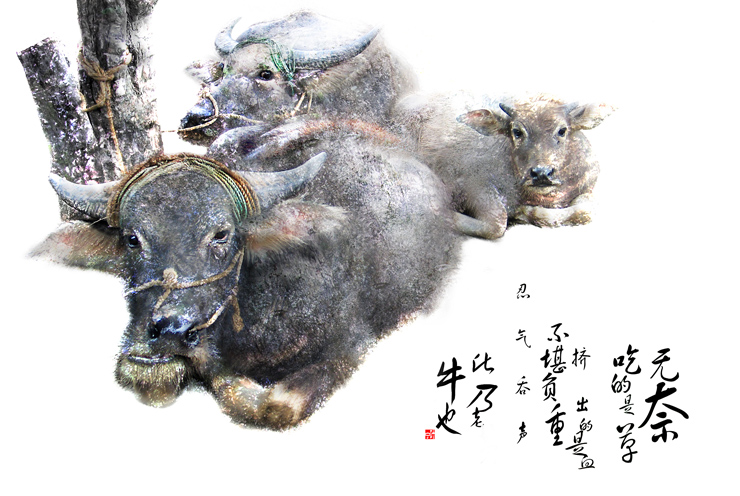 无奈
吃的是草
挤出的是血
不堪负重
忍气吞声
此乃老
牛也